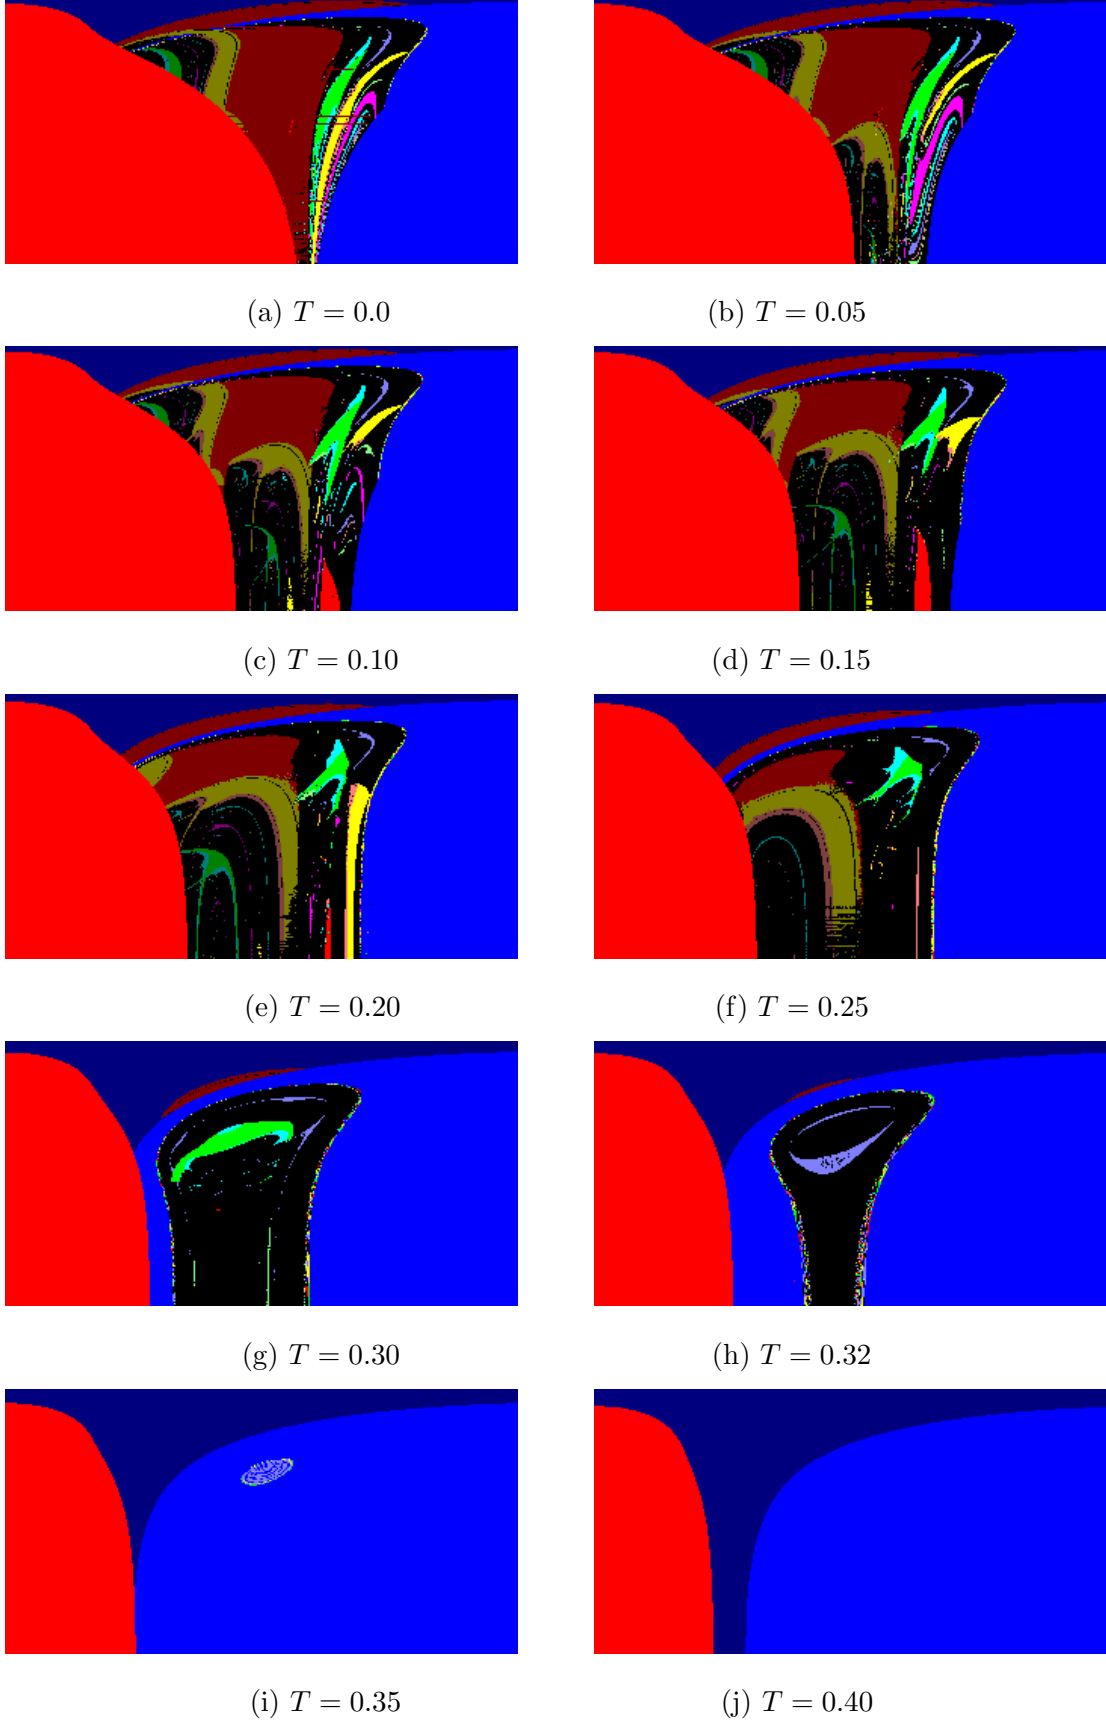 (a) T = 0.0
(b) T = 0.05
(c) T = 0.10
(d) T = 0.15
(e) T = 0.20
(f) T = 0.25
(g) T = 0.30
(h) T = 0.32
(i) T = 0.35
(j) T = 0.40